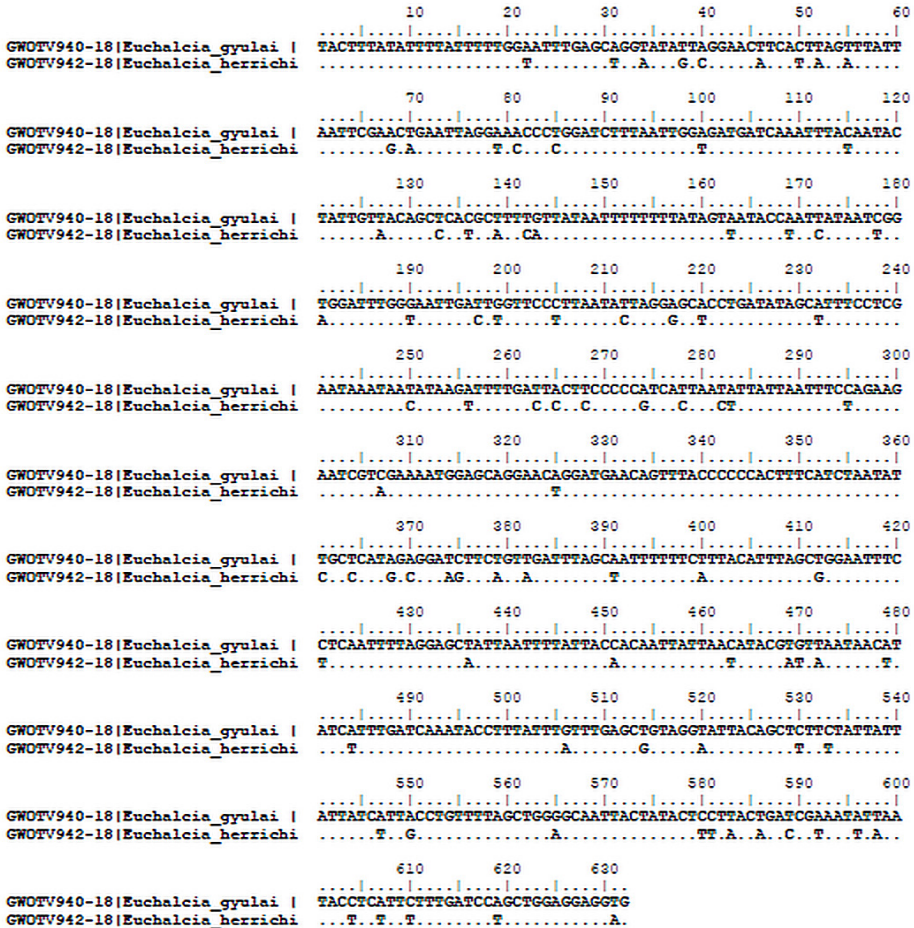 10 20 30 40 50 60
....|....|....|....|....|....|....|....|....|....|....|....|
GWOTV940-18|Euchalcia_gyulai | TACTTTATATTTTATTTTTGGAATTTGAGCAGGTATATTAGGAACTTCACTTAGTTTATT
GWOTV942-18|Euchalcia_herrichi .....................A........A..A...G.C.....A...T.A..A.....
70 80 90 100 110 120
....|....|....|....|....|....|....|....|....|....|....|....|
GWOTV940-18|Euchalcia_gyulai | AATTCGAACTGAATTAGGAAACCCTGGATCTTTAATTGGAGATGATCAAATTTACAATAC
GWOTV942-18|Euchalcia_herrichi .......G.A........T.C...C..............T..............T.....
130 140 150 160 170 180
....|....|....|....|....|....|....|....|....|....|....|....|
GWOTV940-18|Euchalcia_gyulai | TATTGTTACAGCTCACGCTTTTGTTATAATTTTTTTTATAGTAATACCAATTATAATCGG
GWOTV942-18|Euchalcia_herrichi ......A.....C..T..A..CA...................T.....T..C.....T..
190 200 210 220 230 240
....|....|....|....|....|....|....|....|....|....|....|....|
GWOTV940-18|Euchalcia_gyulai | TGGATTTGGGAATTGATTGGTTCCCTTAATATTAGGAGCACCTGATATAGCATTTCCTCG
GWOTV942-18|Euchalcia_herrichi A........T......C.T.....T......C....G..T...........T........
250 260 270 280 290 300
....|....|....|....|....|....|....|....|....|....|....|....|
GWOTV940-18|Euchalcia_gyulai | AATAAATAATATAAGATTTTGATTACTTCCCCCATCATTAATATTATTAATTTCCAGAAG
GWOTV942-18|Euchalcia_herrichi .........C.....T......C.C..C.....G...C...CT...........T.....
310 320 330 340 350 360
....|....|....|....|....|....|....|....|....|....|....|....|
GWOTV940-18|Euchalcia_gyulai | AATCGTCGAAAATGGAGCAGGAACAGGATGAACAGTTTACCCCCCACTTTCATCTAATAT
GWOTV942-18|Euchalcia_herrichi ......A.................T...................................
370 380 390 400 410 420
....|....|....|....|....|....|....|....|....|....|....|....|
GWOTV940-18|Euchalcia_gyulai | TGCTCATAGAGGATCTTCTGTTGATTTAGCAATTTTTTCTTTACATTTAGCTGGAATTTC
GWOTV942-18|Euchalcia_herrichi C..C...G.C...AG...A..A........T........A...........G........
430 440 450 460 470 480
....|....|....|....|....|....|....|....|....|....|....|....|
GWOTV940-18|Euchalcia_gyulai | CTCAATTTTAGGAGCTATTAATTTTATTACCACAATTATTAACATACGTGTTAATAACAT
GWOTV942-18|Euchalcia_herrichi T..............A..............A...........T.....AT.A......T.
490 500 510 520 530 540
....|....|....|....|....|....|....|....|....|....|....|....|
GWOTV940-18|Euchalcia_gyulai | ATCATTTGATCAAATACCTTTATTTGTTTGAGCTGTAGGTATTACAGCTCTTCTATTATT
GWOTV942-18|Euchalcia_herrichi ...T.....................A.......G.....A.........T..T.......
550 560 570 580 590 600
....|....|....|....|....|....|....|....|....|....|....|....|
GWOTV940-18|Euchalcia_gyulai | ATTATCATTACCTGTTTTAGCTGGGGCAATTACTATACTCCTTACTGATCGAAATATTAA
GWOTV942-18|Euchalcia_herrichi ......T..G..............A..............TT.A..A..C..T...T.A..
610 620 630
....|....|....|....|....|....|..
GWOTV940-18|Euchalcia_gyulai | TACCTCATTCTTTGATCCAGCTGGAGGAGGTG
GWOTV942-18|Euchalcia_herrichi ...T..T..T........T...........A.